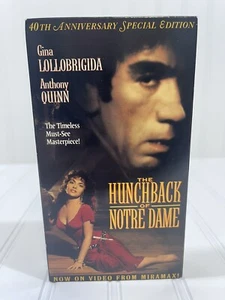 40TH ANNIVERSARY SPECIAL EDITION
Gina
LOLLOBRIGIDA
Anthony
QUINN
The Timeless
Must-See
Masterpiece!
THE
HUNCHBACK
OF
NOTRE DAME
NOW ON VIDEO FROM MIRAMAX!